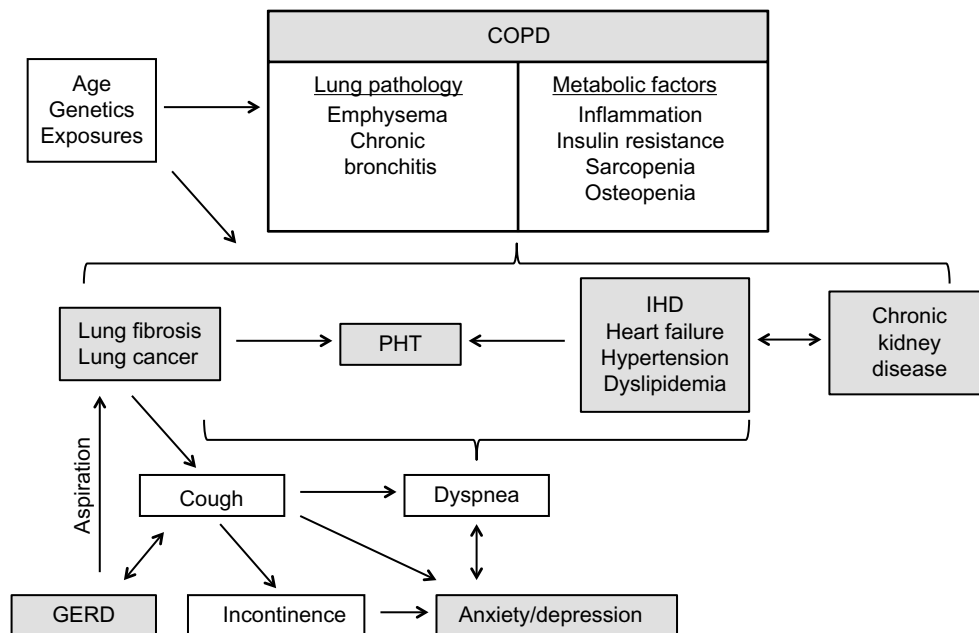 COPD
Age
Genetics
Exposures
Lung pathology
Emphysema
Chronic
bronchitis
Metabolic factors
Inflammation
Insulin resistance
Sarcopenia
Osteopenia
Lung fibrosis
Lung cancer
PHT
IHD
Heart failure
Hypertension
Dyslipidemia
Chronic
kidney
disease
Aspiration
Cough
Dyspnea
GERD
Incontinence
Anxiety/depression